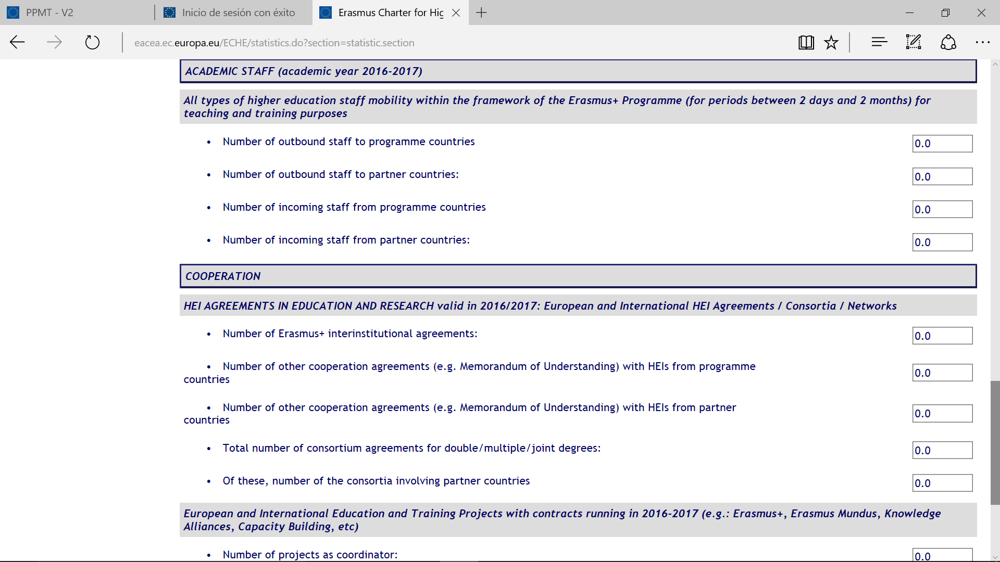 PPMT - V2
Inicio de sesión con éxito
Erasmus Charter for Hig
eacea.ec.europa.eu/ECHE/statistics.do?section=statistic.section
ACADEMIC STAFF (academic year 2016-2017)
All types of higher education staff mobility within the framework of the Erasmus+ Programme (for periods between 2 days and 2 months) for
teaching and training purposes
• Number of outbound staff to programme countries 0.0
• Number of outbound staff to partner countries: 0.0
• Number of incoming staff from programme countries 0.0
• Number of incoming staff from partner countries: 0.0
COOPERATION
HEI AGREEMENTS IN EDUCATION AND RESEARCH valid in 2016/2017: European and International HEI Agreements / Consortia / Networks
• Number of Erasmus+ interinstitutional agreements: 0.0
• Number of other cooperation agreements (e.g. Memorandum of Understanding) with HEIs from programme
countries 0.0
• Number of other cooperation agreements (e.g. Memorandum of Understanding) with HEIs from partner
countries 0.0
• Total number of consortium agreements for double/multiple/joint degrees: 0.0
• Of these, number of the consortia involving partner countries 0.0
European and International Education and Training Projects with contracts running in 2016-2017 (e.g.: Erasmus+, Erasmus Mundus, Knowledge
Alliances, Capacity Building, etc)
• Number of projects as coordinator: 0.0